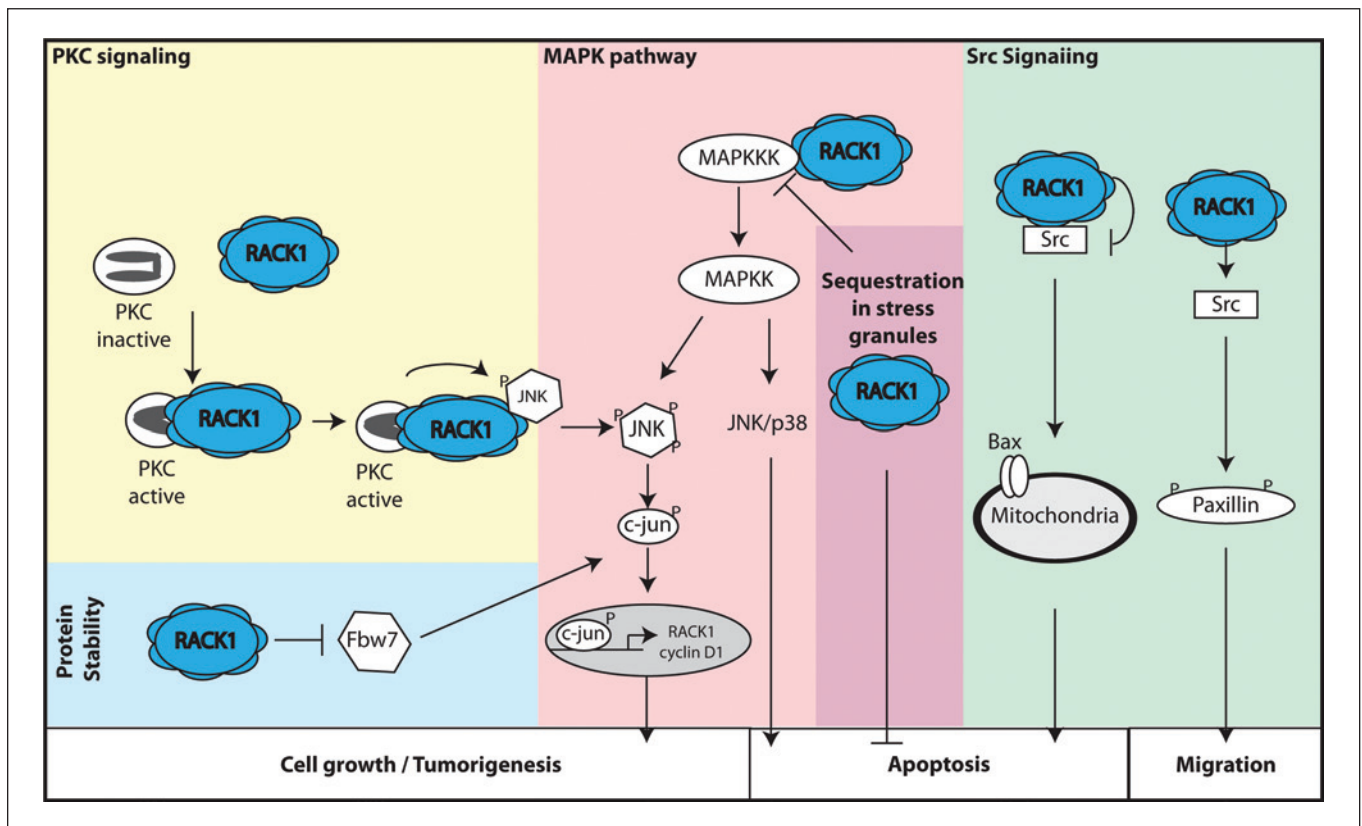 PKC signaling
RACK1
PKC
inactive
RACK1
PKC
active
RACK1
P
JNK
PKC
active
Protein
Stability
RACK1
Fbw7
MAPK pathway
MAPKKK
RACK1
MAPKK
P
P
JNK
P
JNK/p38
P
c-jun
P
c-jun
RACK1
cyclin D1
Sequestration
in stress
granules
RACK1
Src Signaiing
RACK1
Src
Bax
Mitochondria
RACK1
Src
P
P
Paxillin
Cell growth / Tumorigenesis
Apoptosis
Migration